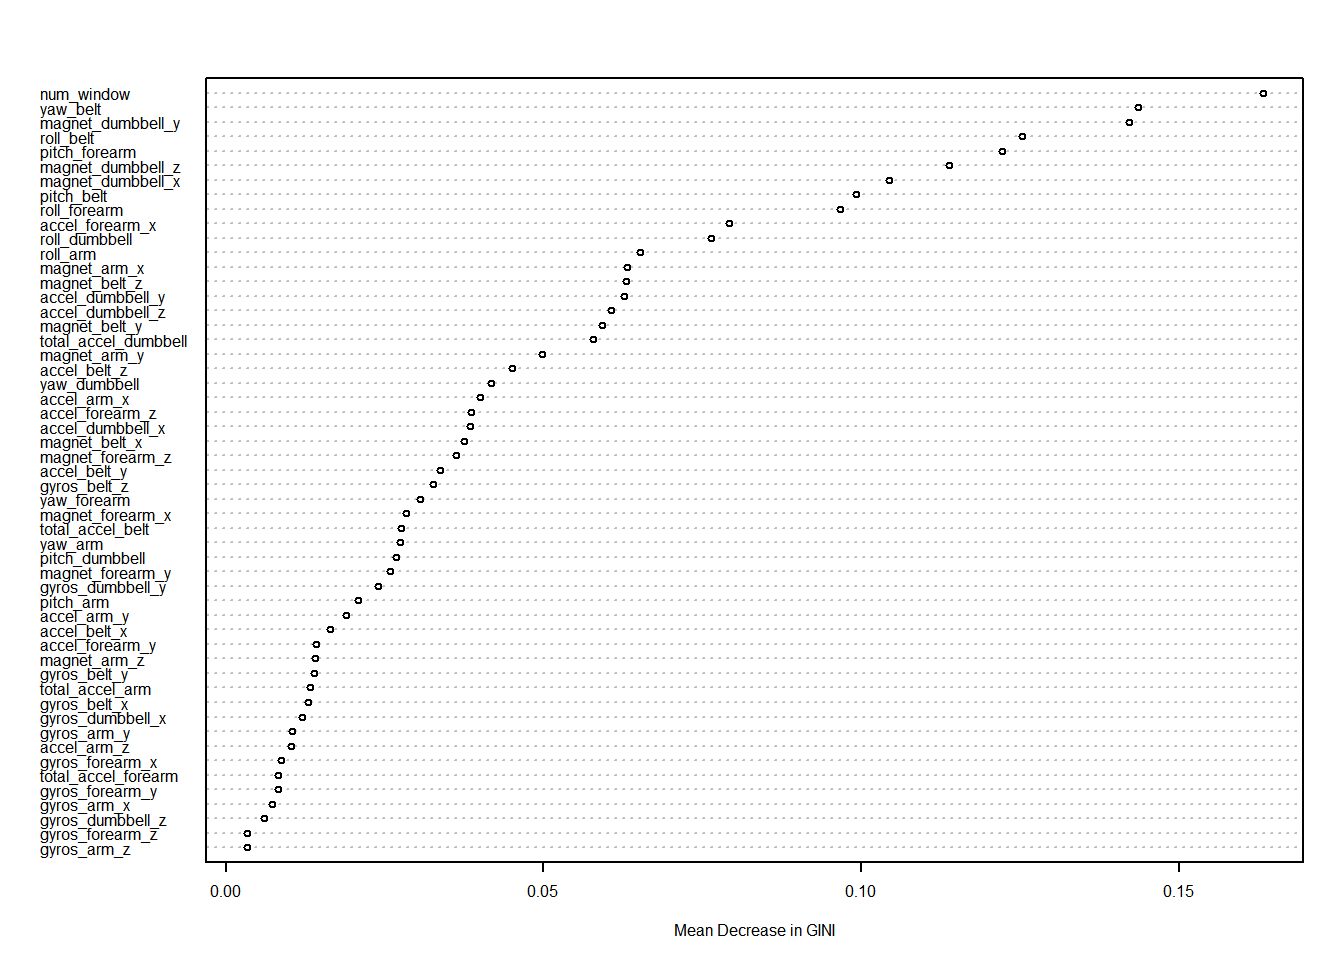 num_window
yaw_belt
magnet_dumbbell_y
roll_belt
pitch_forearm
magnet_dumbbell_z
magnet_dumbbell_x
pitch_belt
roll_forearm
accel_forearm_x
roll_dumbbell
roll_arm
magnet_arm_x
magnet_belt_z
accel_dumbbell_y
accel_dumbbell_z
magnet_belt_y
total_accel_dumbbell
magnet_arm_y
accel_belt_z
yaw_dumbbell
accel_arm_x
accel_forearm_z
accel_dumbbell_x
magnet_belt_x
magnet_forearm_z
accel_belt_y
gyros_belt_z
yaw_forearm
magnet_forearm_x
total_accel_belt
yaw_arm
pitch_dumbbell
magnet_forearm_y
gyros_dumbbell_y
pitch_arm
accel_arm_y
accel_belt_x
accel_forearm_y
magnet_arm_z
gyros_belt_y
total_accel_arm
gyros_belt_x
gyros_dumbbell_x
gyros_arm_y
accel_arm_z
gyros_forearm_x
total_accel_forearm
gyros_forearm_y
gyros_arm_x
gyros_dumbbell_z
gyros_forearm_z
gyros_arm_z
0.00 0.05 0.10 0.15
Mean Decrease in GINI